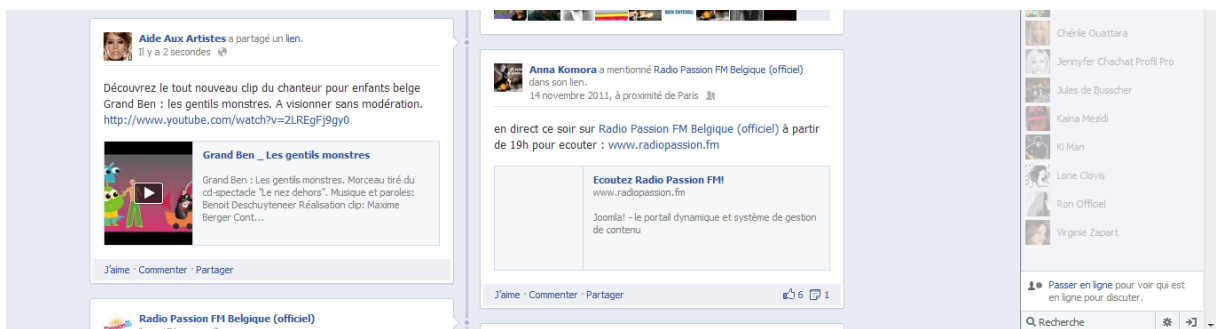 Aide Aux Artistes a partagé un lien.
Il y a 2 secondes
Découvrez le tout nouveau clip du chanteur pour enfants belge
Grand Ben : les gentils monstres. A visionner sans modération.
http://www.youtube.com/watch?v=2LREgFj9gy0
Grand Ben _ Les gentils monstres
Grand Ben : Les gentils monstres. Morceau tiré du
cd-spectacle "Le nez dehors". Musique et paroles:
Benoit Deschuyteneer Réalisation clip: Maxime
Berger Cont...
J'aime · Commenter · Partager
Radio Passion FM Belgique (officiel)
BIEN ENTENDU
Anna Komora a mentionné Radio Passion FM Belgique (officiel)
dans son lien.
14 novembre 2011, à proximité de Paris
en direct ce soir sur Radio Passion FM Belgique (officiel) à partir
de 19h pour ecouter : www.radiopassion.fm
Ecoutez Radio Passion FM!
www.radiopassion.fm
Joomla! - le portail dynamique et système de gestion
de contenu
J'aime · Commenter · Partager
6 1
Chérile Ouattara
Jennyfer Chachat Profil Pro
Jules de Busscher
Kaina Mezidi
Ki Man
Lorie Clovis
Ron Officiel
Virginie Zapart
Passer en ligne pour voir qui est
en ligne pour discuter.
Recherche